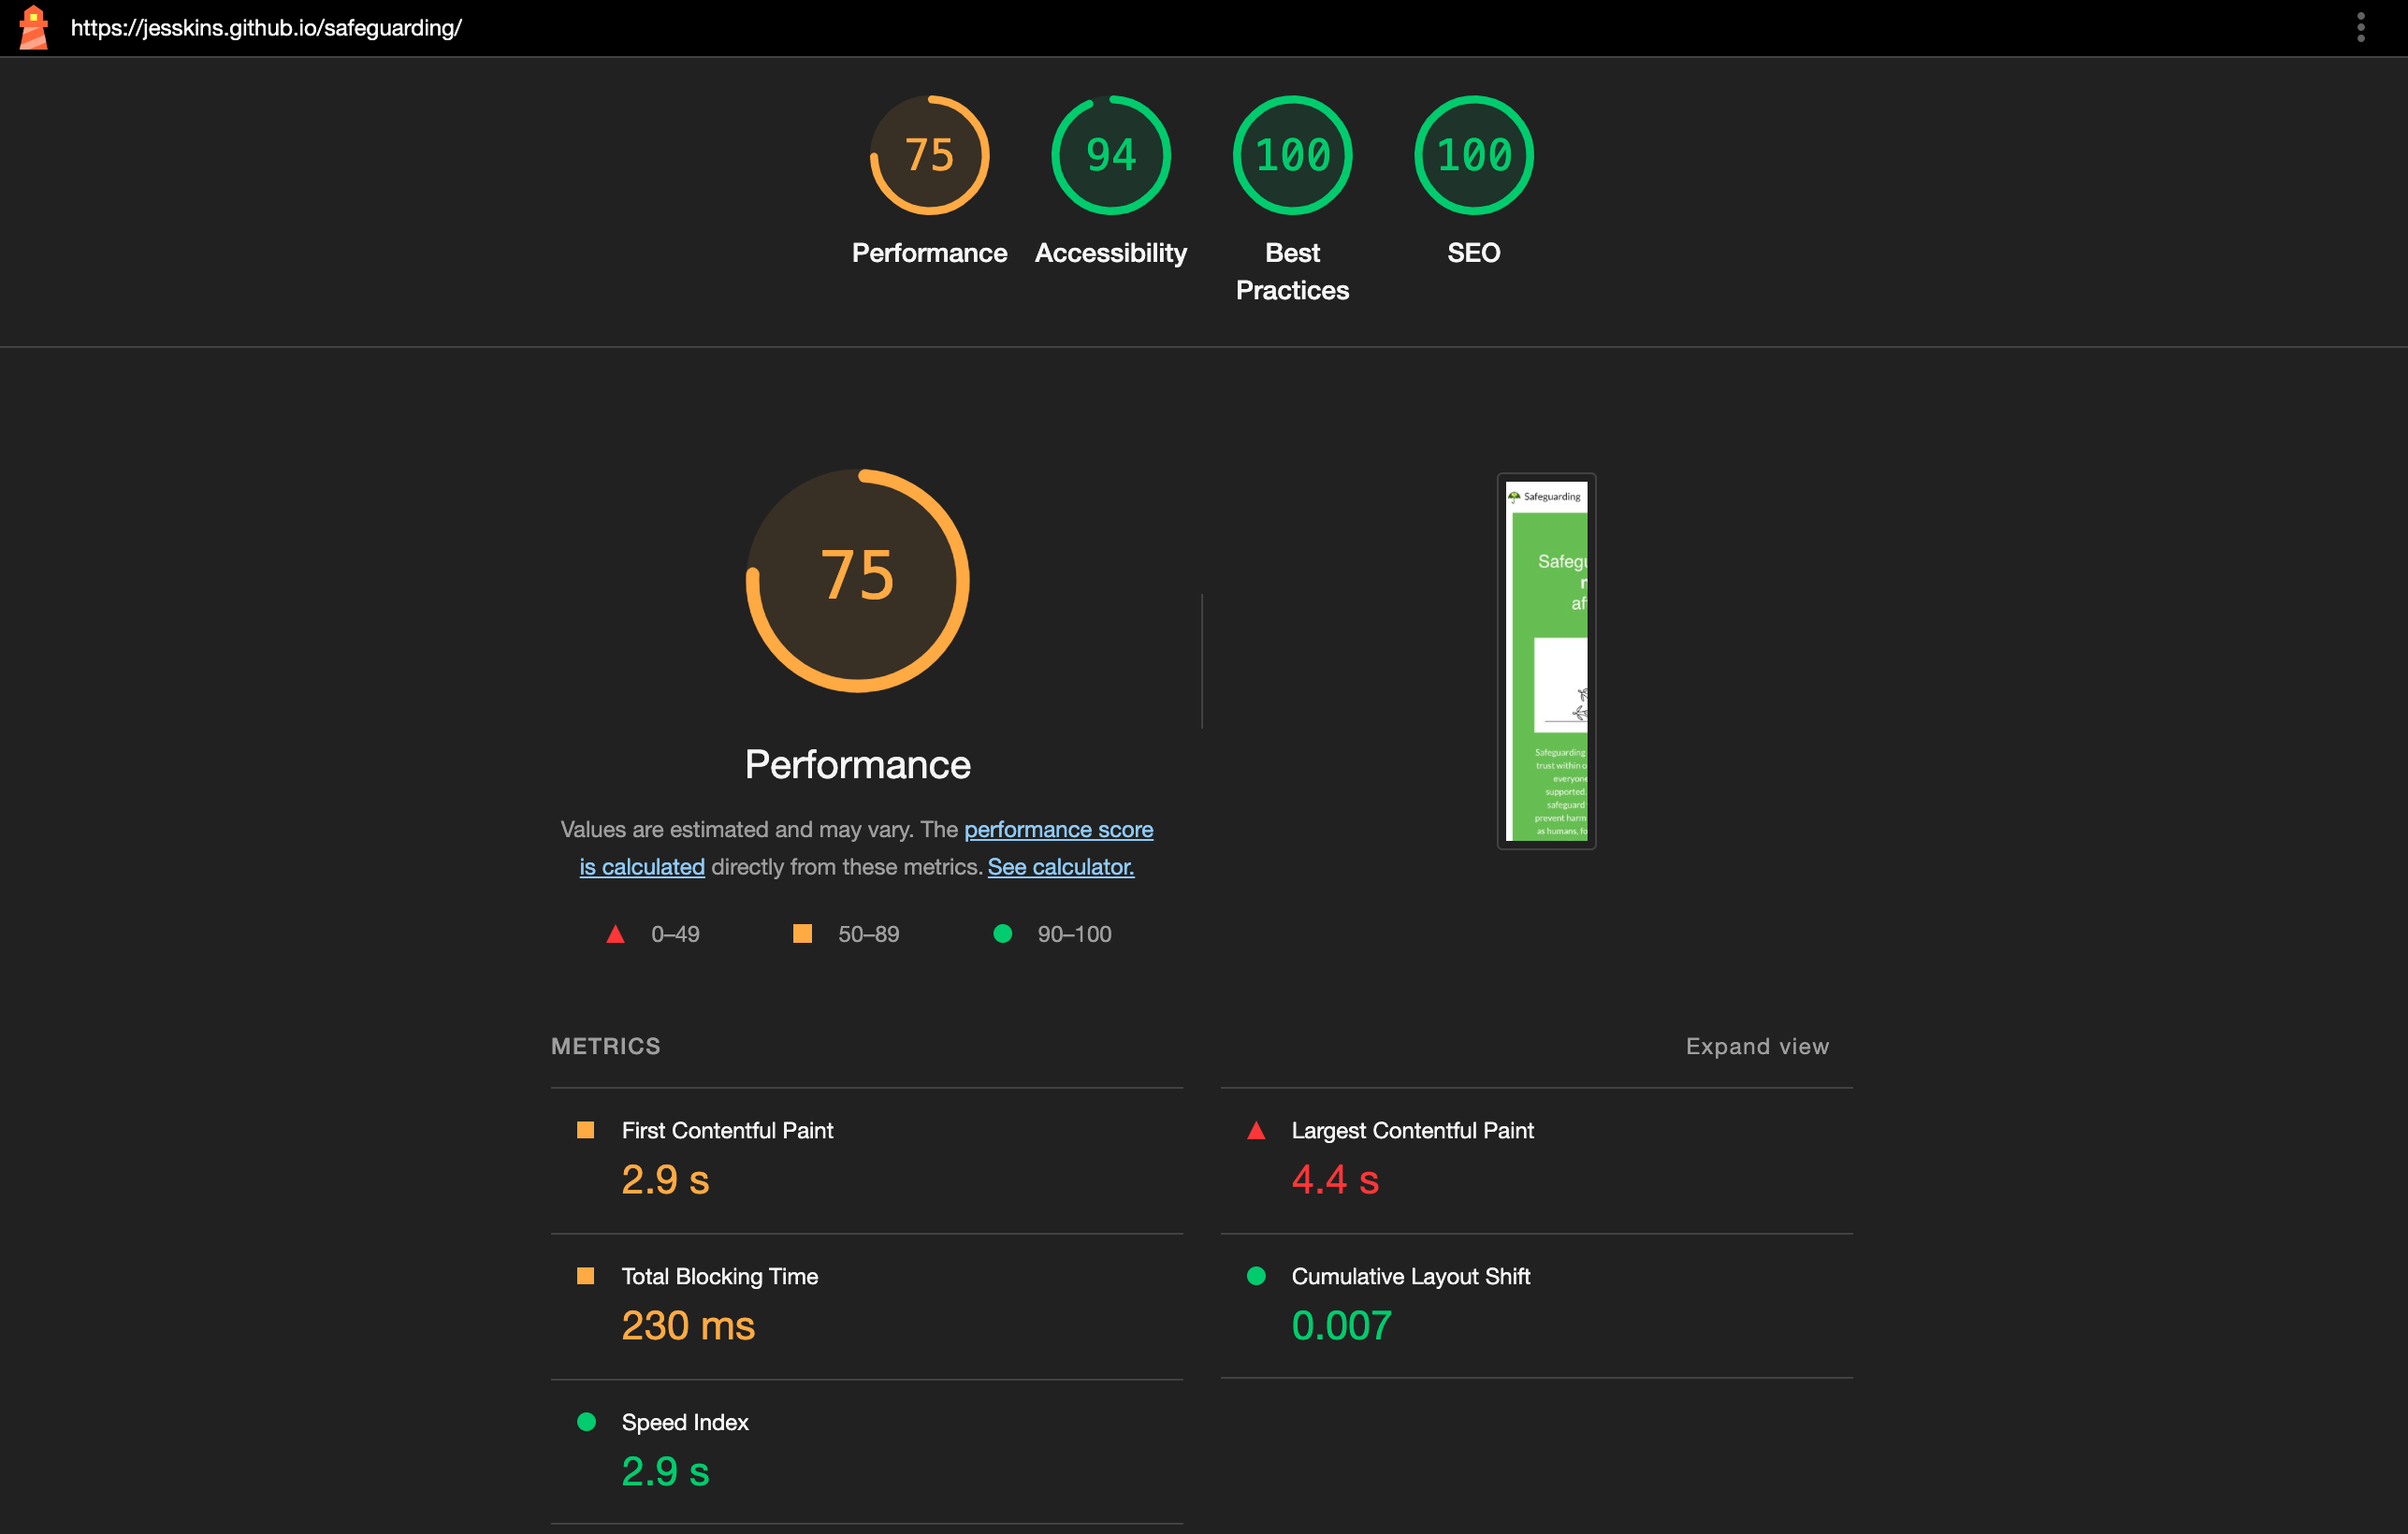 https://jesskins.github.io/safeguarding/
75
94
100
100
Performance
Accessibility
Best
Practices
SEO
75
Performance
Values are estimated and may vary. The performance score
is calculated directly from these metrics. See calculator.
0–49
50–89
90–100
Safeguarding
Safegu
r
af
Safeguarding
trust within o
everyone
supported.
safeguard
prevent harm
as humans, fo
METRICS
Expand view
First Contentful Paint
2.9 s
Largest Contentful Paint
4.4 s
Total Blocking Time
230 ms
Cumulative Layout Shift
0.007
Speed Index
2.9 s